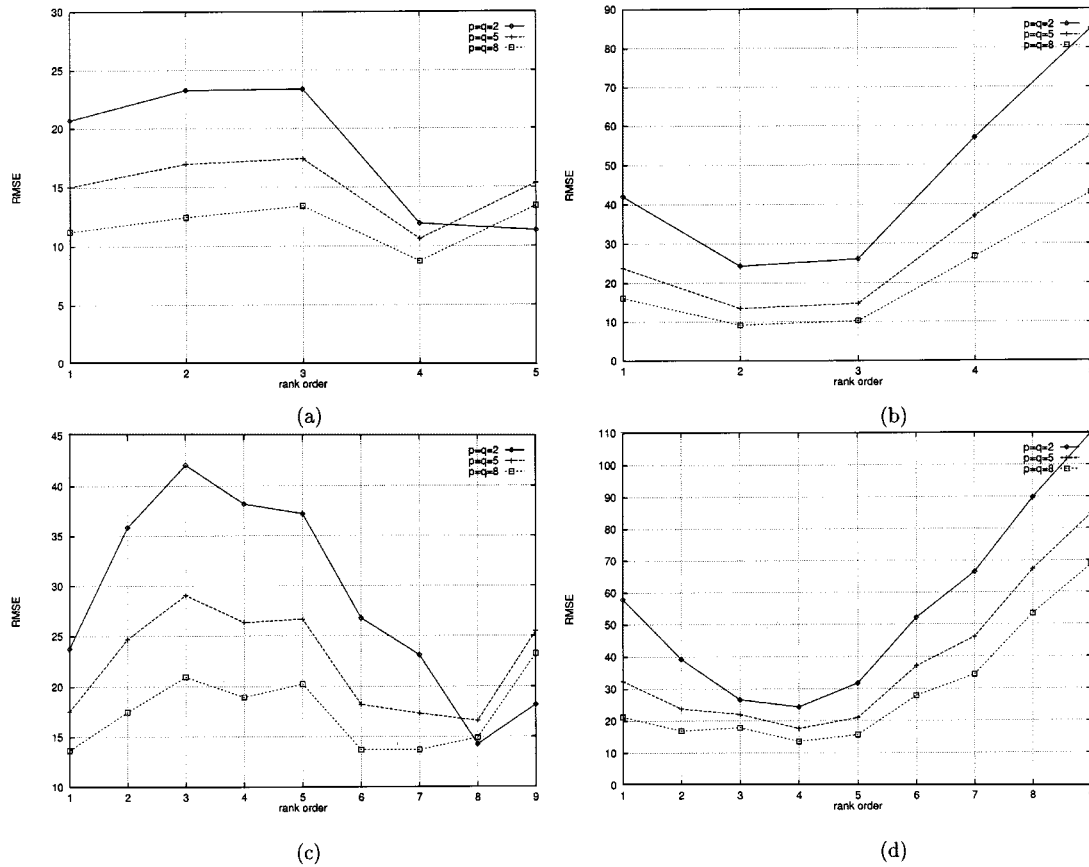 30
25
20
15
10
5
0
RMSE
p=q=2
p=q=5
p=q=8
1 2 3 4 5
rank order
(a)
90
80
70
60
50
40
30
20
10
0
RMSE
p=q=2
p=q=5
p=q=8
1 2 3 4
rank order
(b)
45
40
35
30
25
20
15
10
RMSE
p=q=2
p=q=5
p=q=8
1 2 3 4 5 6 7 8 9
rank order
(c)
110
100
90
80
70
60
50
40
30
20
10
0
RMSE
p=q=2
p=q=5
p=q=8
1 2 3 4 5 6 7 8
rank order
(d)